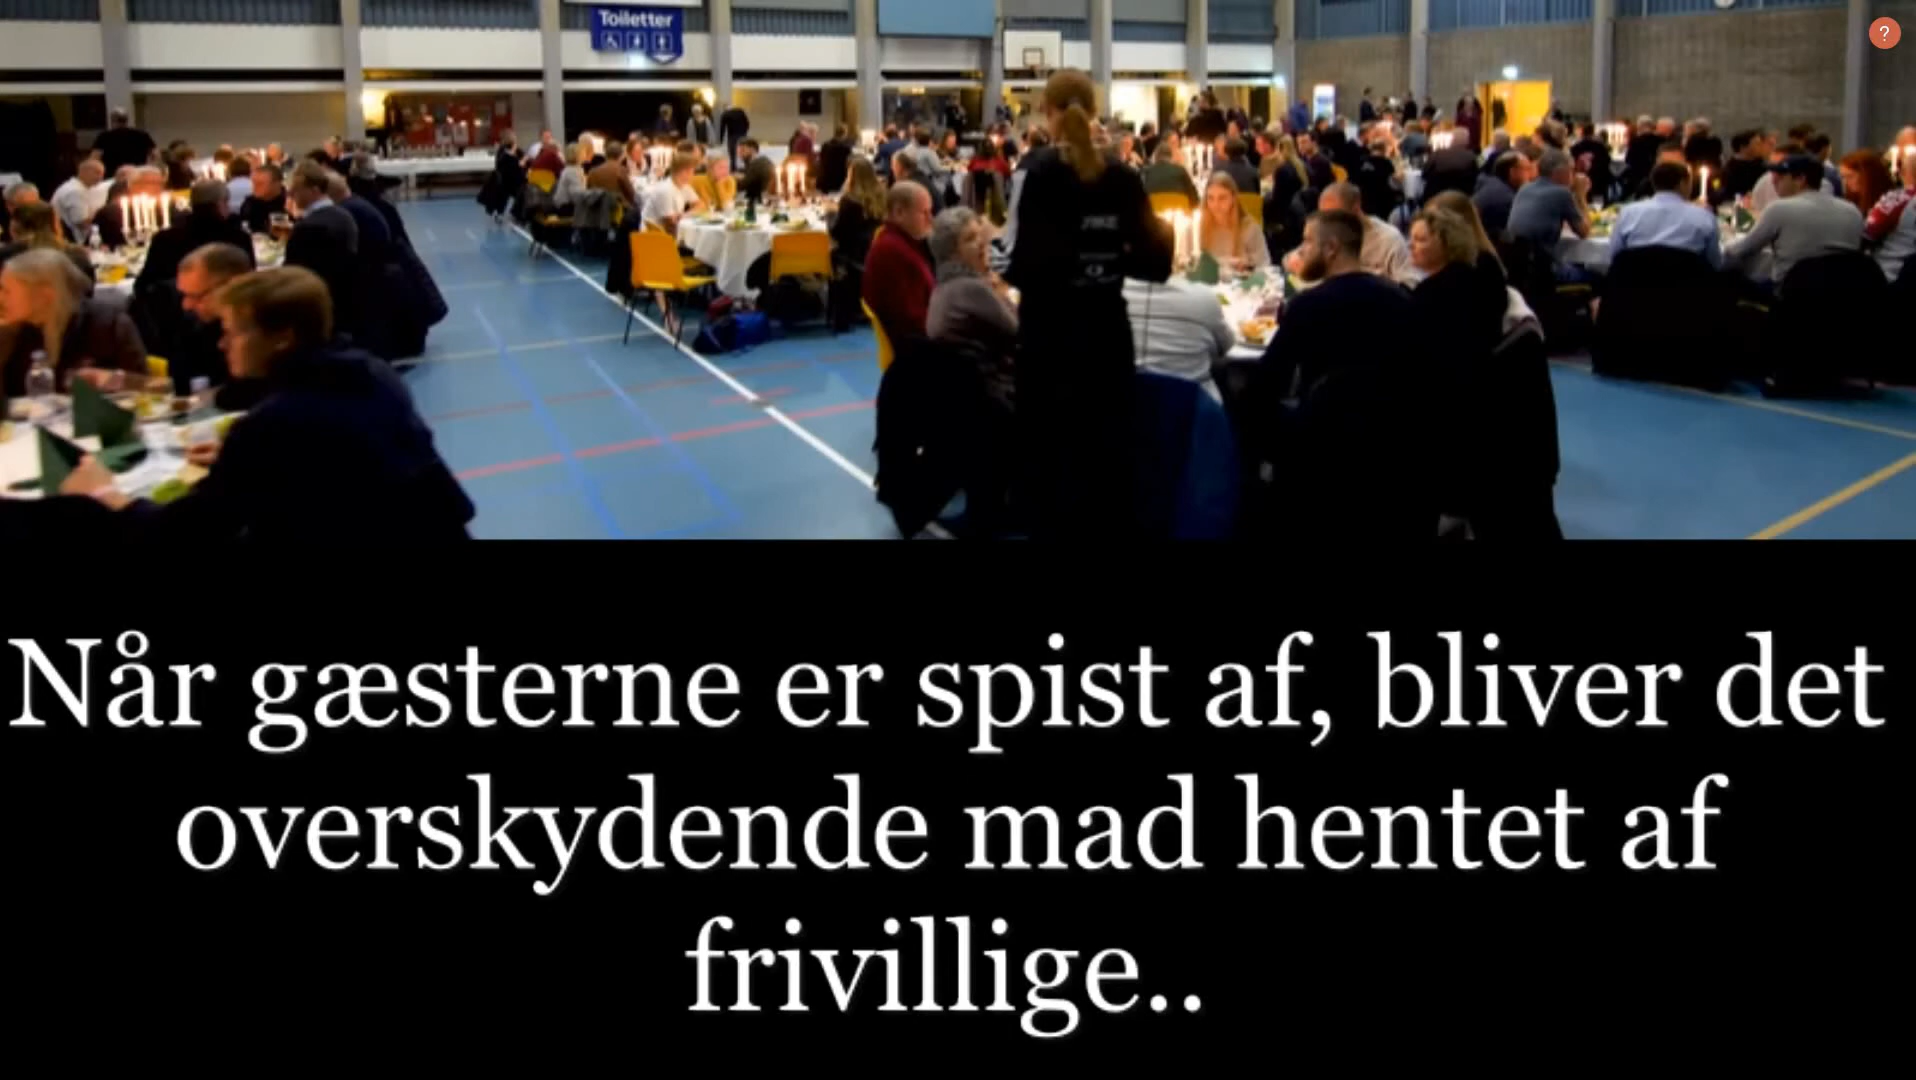 Toiletter
?
Når gæsterne er spist af, bliver det
overskydende mad hentet af
frivillige..